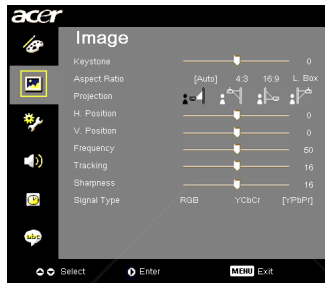 acer
Image
Keystone 0
Aspect Ratio [Auto] 4:3 16:9 L. Box
Projection
H. Position 0
V. Position 0
Frequency 50
Tracking 16
Sharpness 16
Signal Type RGB YCbCr [YPbPr]
abc
Select Enter MENU Exit